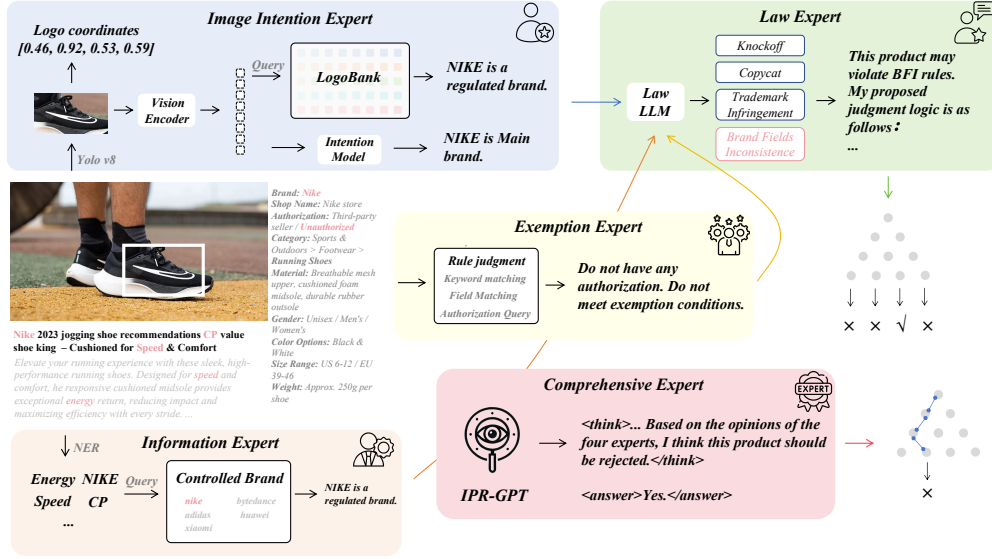 Image Intention Expert
Logo coordinates
[0.46, 0.92, 0.53, 0.59]
Vision
Encoder
Query
LogoBank
NIKE is a
regulated brand.
Intention
Model
NIKE is Main
brand.
Yolo v8
Law Expert
Law
LLM
Knockoff
Copycat
Trademark
Infringement
Brand Fields
Inconsistence
This product may
violate BFI rules.
My proposed
judgment logic is as
follows:
...
Brand: Nike
Shop Name: Nike store
Authorization: Third-party
seller / Unauthorized
Category: Sports &
Outdoors > Footwear >
Running Shoes
Material: Breathable mesh
upper, cushioned foam
midsole, durable rubber
outsole
Gender: Unisex / Men's /
Women's
Color Options: Black &
White
Size Range: US 6-12 / EU
39-46
Weight: Approx. 250g per
shoe
Nike 2023 jogging shoe recommendations CP value
shoe king – Cushioned for Speed & Comfort
Elevate your running experience with these sleek, high-
performance running shoes. Designed for speed and
comfort, he responsive cushioned midsole provides
exceptional energy return, reducing impact and
maximizing efficiency with every stride. ...
Exemption Expert
Rule judgment
Keyword matching
Field Matching
Authorization Query
Do not have any
authorization. Do not
meet exemption conditions.
× × √ ×
Information Expert
NER
Energy NIKE
Speed CP
...
Query
Controlled Brand
nike bytedance
adidas huawei
xiaomi
NIKE is a
regulated brand.
Comprehensive Expert
EXPERT
IPR-GPT
<think>... Based on the opinions of the
four experts, I think this product should
be rejected.</think>
<answer>Yes.</answer>
×